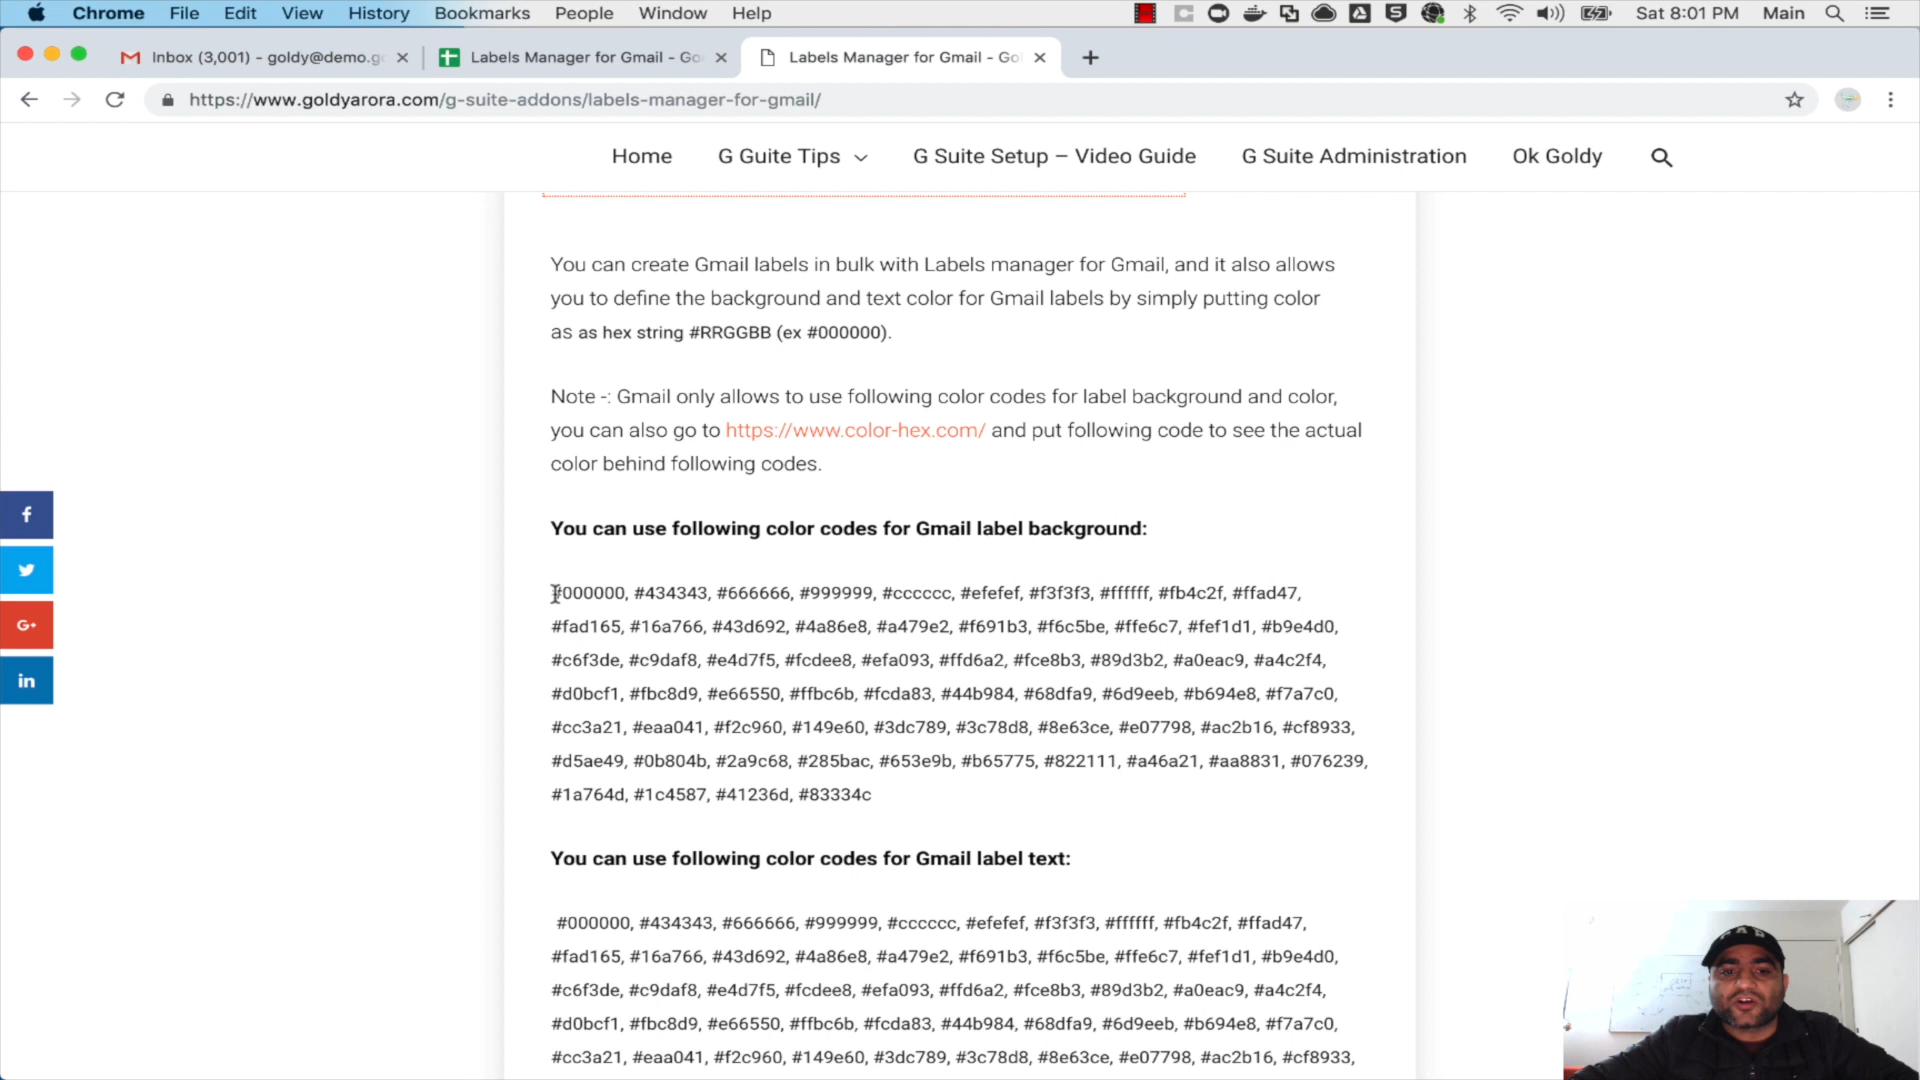 Chrome File Edit View History Bookmarks People Window Help Sat 8:01 PM Main
Inbox (3,001) - goldy@demo.g Labels Manager for Gmail - Go Labels Manager for Gmail - Go
https://www.goldyarora.com/g-suite-addons/labels-manager-for-gmail/
Home G Guite Tips G Suite Setup – Video Guide G Suite Administration Ok Goldy
You can create Gmail labels in bulk with Labels manager for Gmail, and it also allows
you to define the background and text color for Gmail labels by simply putting color
as as hex string #RRGGBB (ex #000000).
Note -: Gmail only allows to use following color codes for label background and color,
you can also go to https://www.color-hex.com/ and put following code to see the actual
color behind following codes.
You can use following color codes for Gmail label background:
#000000, #434343, #666666, #999999, #cccccc, #efefef, #f3f3f3, #ffffff, #fb4c2f, #ffad47,
#fad165, #16a766, #43d692, #4a86e8, #a479e2, #f691b3, #f6c5be, #ffe6c7, #fef1d1, #b9e4d0,
#c6f3de, #c9daf8, #e4d7f5, #fcdee8, #efa093, #ffd6a2, #fce8b3, #89d3b2, #a0eac9, #a4c2f4,
#d0bcf1, #fbc8d9, #e66550, #ffbc6b, #fcda83, #44b984, #68dfa9, #6d9eeb, #b694e8, #f7a7c0,
#cc3a21, #eaa041, #f2c960, #149e60, #3dc789, #3c78d8, #8e63ce, #e07798, #ac2b16, #cf8933,
#d5ae49, #0b804b, #2a9c68, #285bac, #653e9b, #b65775, #822111, #a46a21, #aa8831, #076239,
#1a764d, #1c4587, #41236d, #83334c
You can use following color codes for Gmail label text:
#000000, #434343, #666666, #999999, #cccccc, #efefef, #f3f3f3, #ffffff, #fb4c2f, #ffad47,
#fad165, #16a766, #43d692, #4a86e8, #a479e2, #f691b3, #f6c5be, #ffe6c7, #fef1d1, #b9e4d0,
#c6f3de, #c9daf8, #e4d7f5, #fcdee8, #efa093, #ffd6a2, #fce8b3, #89d3b2, #a0eac9, #a4c2f4,
#d0bcf1, #fbc8d9, #e66550, #ffbc6b, #fcda83, #44b984, #68dfa9, #6d9eeb, #b694e8, #f7a7c0,
#cc3a21, #eaa041, #f2c960, #149e60, #3dc789, #3c78d8, #8e63ce, #e07798, #ac2b16, #cf8933,
f
G+
in